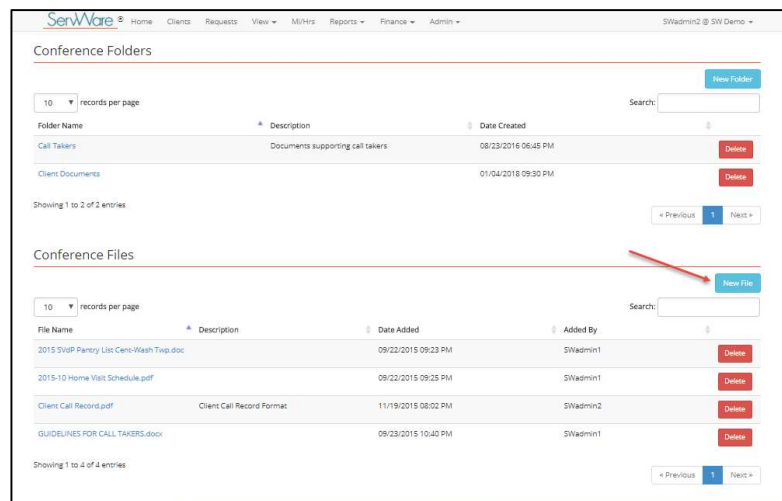 SerWare ® Home Clients Requests View MI/Hrs Reports Finance Admin SWadmin2 @ SW Demo
Conference Folders
New Folder
10 records per page Search:
Folder Name Description Date Created
Call Takers Documents supporting call takers 08/23/2016 06:45 PM Delete
Client Documents 01/04/2018 09:30 PM Delete
Showing 1 to 2 of 2 entries
« Previous 1 Next »
Conference Files
New File
10 records per page Search:
File Name Description Date Added Added By
2015 SVdP Pantry List Cent-Wash Twp.doc 09/22/2015 09:23 PM SWadmin1 Delete
2015-10 Home Visit Schedule.pdf 09/22/2015 09:25 PM SWadmin1 Delete
Client Call Record.pdf Client Call Record Format 11/19/2015 08:02 PM SWadmin2 Delete
GUIDELINES FOR CALL TAKERS.docx 09/23/2015 10:40 PM SWadmin1 Delete
Showing 1 to 4 of 4 entries
« Previous 1 Next »